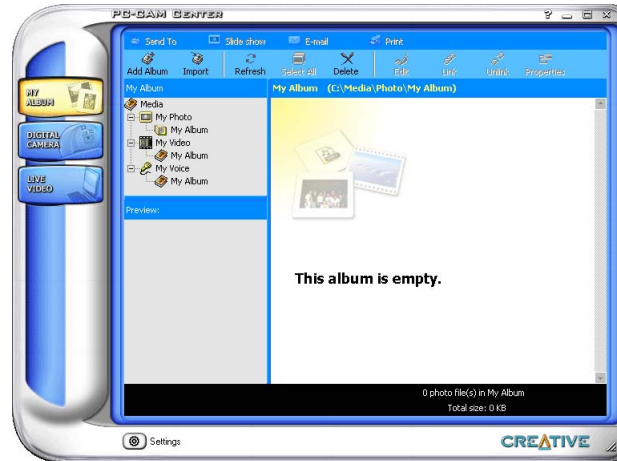 PC-CAM CENTER
Send To Slide show E-mail Print
Add Album Import Refresh Select All Delete Edit Link Unlink Properties
My Album
My Album (C:\Media\Photo\My Album)
MY ALBUM
DIGITAL CAMERA
LIVE VIDEO
Media
My Photo
My Album
My Video
My Album
My Voice
My Album
Preview:
This album is empty.
0 photo file(s) in My Album
Total size: 0 KB
Settings
CREATIVE